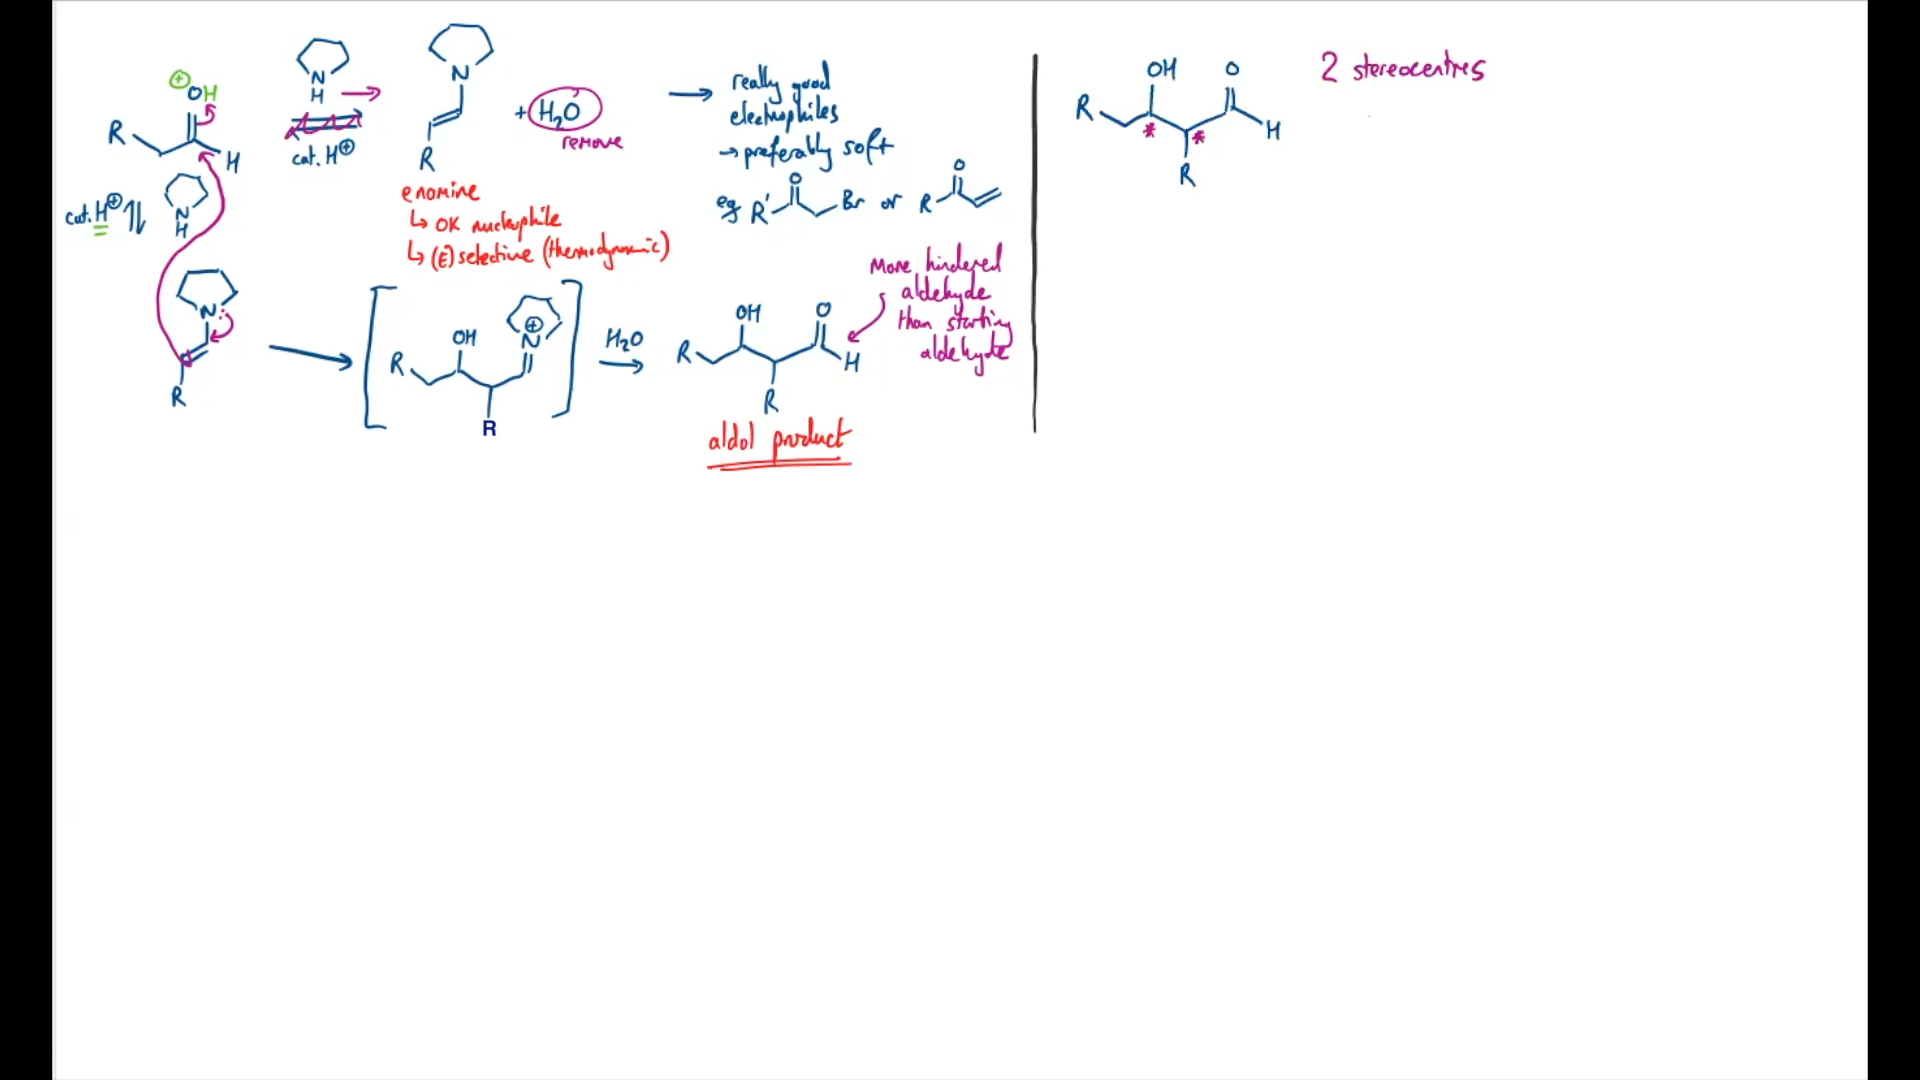 ⊕
OH
R
H
N
H
cat. H⊕
N
R
enamine
↳ OK nucleophile
↳ (E) selective (thermodynamic)
+ H₂O
remove
→ really good
electrophiles
→ preferably soft
eg R' O Br or R O
cat. H⊕
N
H
N
R
R
OH
⊕
N
R
H₂O
R
OH
O
H
R
aldol product
More hindered
aldehyde
than starting
aldehyde
OH
O
R
*
*
H
R
2 stereocentres